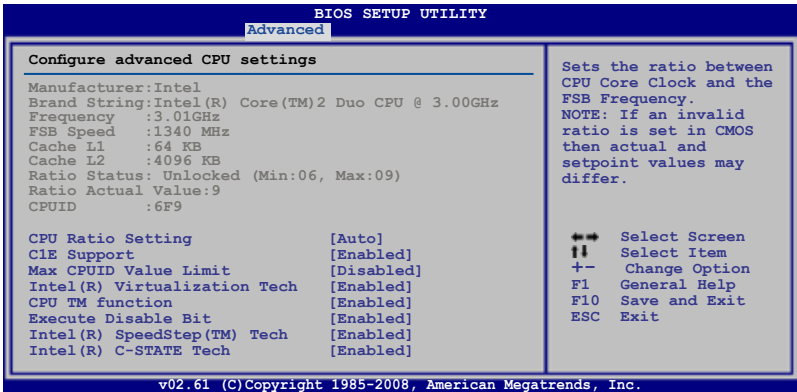 BIOS SETUP UTILITY
Advanced
Configure advanced CPU settings
Manufacturer:Intel
Brand String:Intel(R) Core(TM)2 Duo CPU @ 3.00GHz
Frequency :3.01GHz
FSB Speed :1340 MHz
Cache L1 :64 KB
Cache L2 :4096 KB
Ratio Status: Unlocked (Min:06, Max:09)
Ratio Actual Value:9
CPUID :6F9
CPU Ratio Setting [Auto]
C1E Support [Enabled]
Max CPUID Value Limit [Disabled]
Intel(R) Virtualization Tech [Enabled]
CPU TM function [Enabled]
Execute Disable Bit [Enabled]
Intel(R) SpeedStep(TM) Tech [Enabled]
Intel(R) C-STATE Tech [Enabled]
Sets the ratio between
CPU Core Clock and the
FSB Frequency.
NOTE: If an invalid
ratio is set in CMOS
then actual and
setpoint values may
differ.
←→ Select Screen
↑↓ Select Item
+- Change Option
F1 General Help
F10 Save and Exit
ESC Exit
v02.61 (C)Copyright 1985-2008, American Megatrends, Inc.